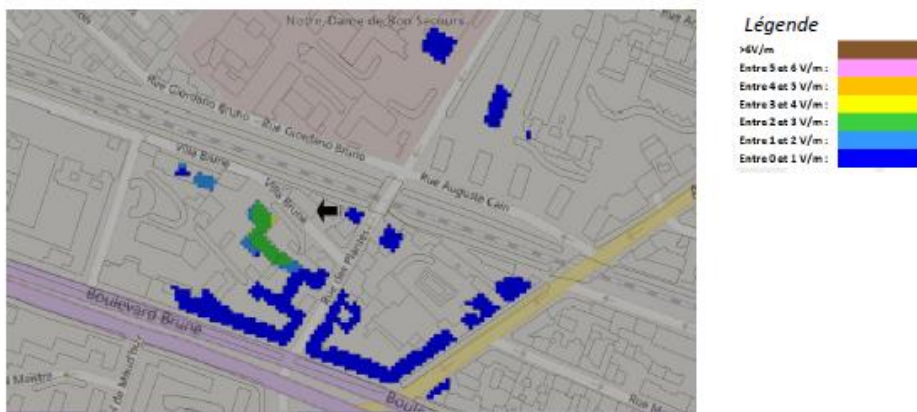 Notre-Dame de Bon Secours
Rue Giordano Bruno - Rue Giordano Bruno
Villa Brune
Villa Brune
Rue Auguste Cain
Rue des Plantes
Boulevard Brune
Légende
>6V/m
Entre 5 et 6 V/m :
Entre 4 et 5 V/m :
Entre 3 et 4 V/m :
Entre 2 et 3 V/m :
Entre 1 et 2 V/m :
Entre 0 et 1 V/m :